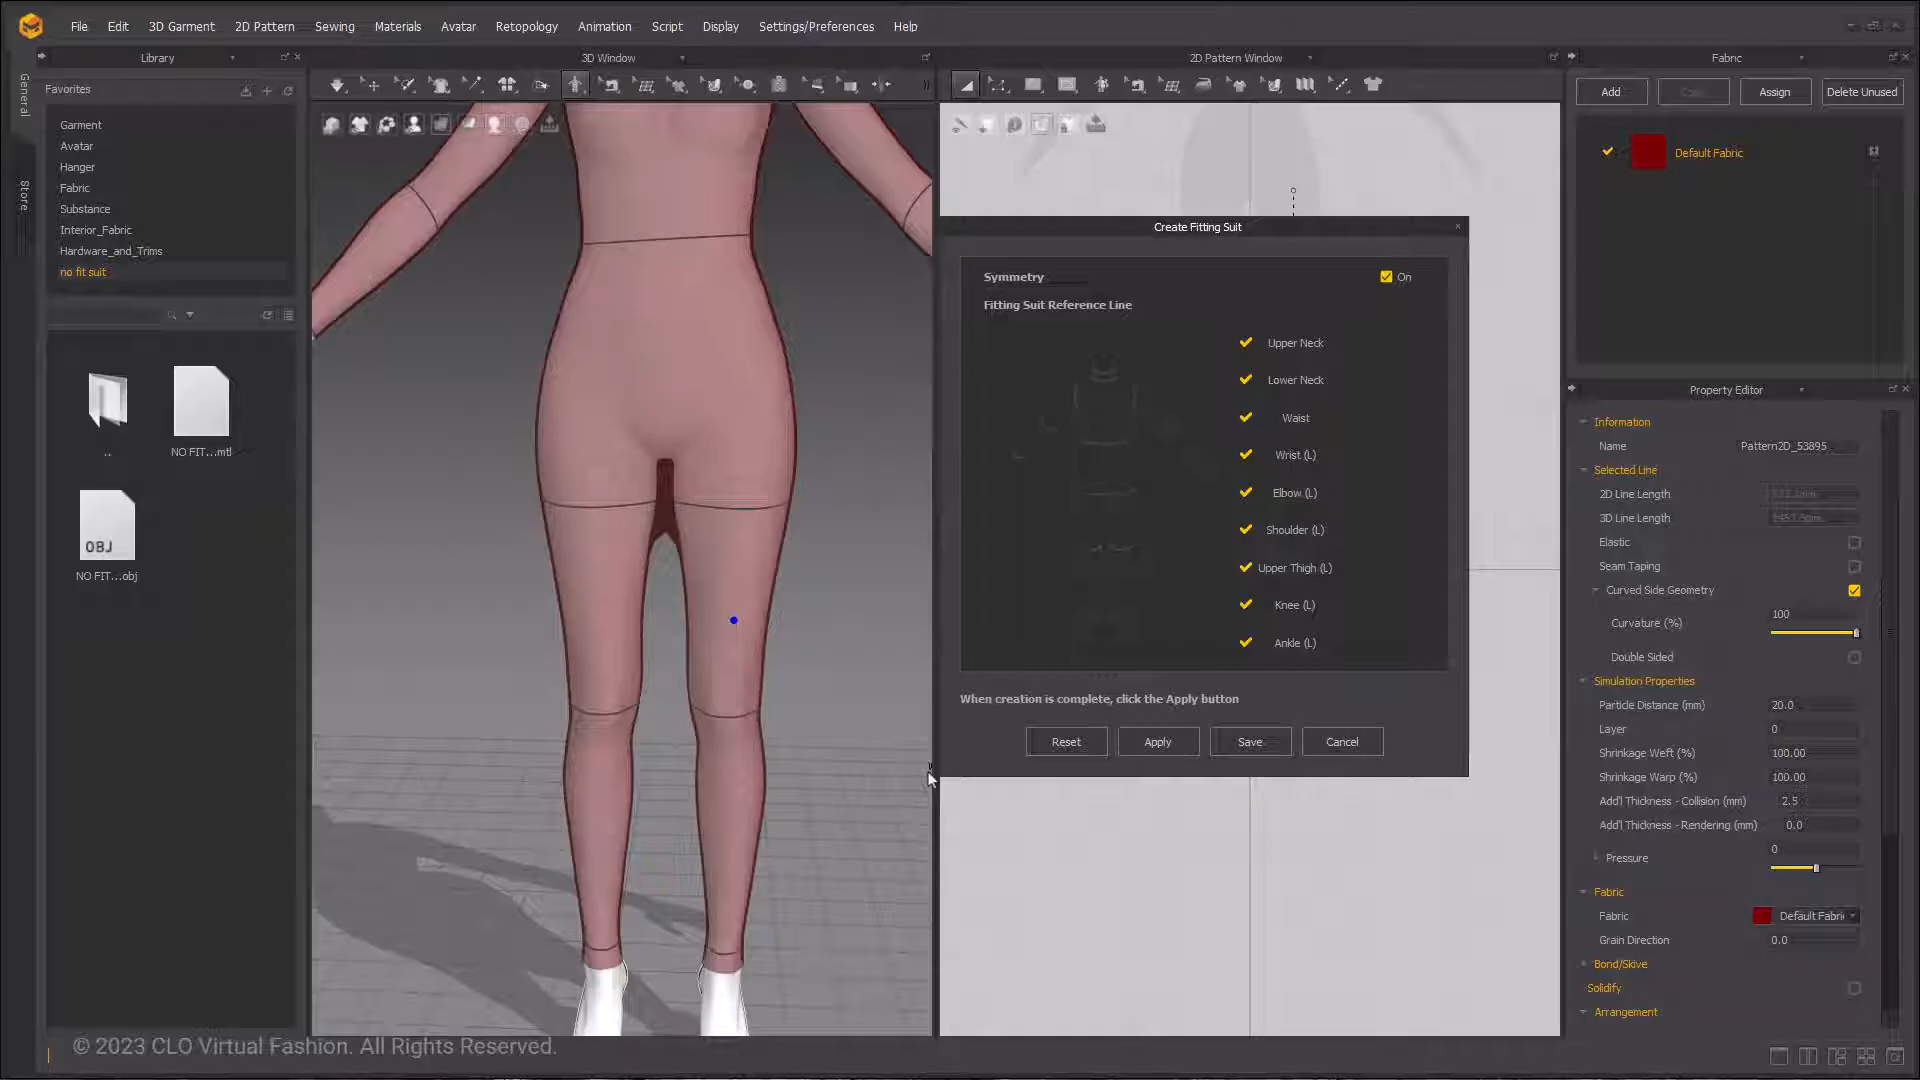 File Edit 3D Garment 2D Pattern Sewing Materials Avatar Retopology Animation Script Display Settings/Preferences Help
Library
3D Window
2D Pattern Window
Fabric
General
Store
Favorites
Garment
Avatar
Hanger
Fabric
Substance
Interior_Fabric
Hardware_and_Trims
no fit suit
..
NO FIT...mtl
OBJ
NO FIT...obj
Create Fitting Suit
Symmetry
On
Fitting Suit Reference Line
Upper Neck
Lower Neck
Waist
Wrist (L)
Elbow (L)
Shoulder (L)
Upper Thigh (L)
Knee (L)
Ankle (L)
When creation is complete, click the Apply button
Reset Apply Save Cancel
Add Assign Delete Unused
Default Fabric
Property Editor
Information
Name Pattern2D_53895
Selected Line
2D Line Length
3D Line Length
Elastic
Seam Taping
Curved Side Geometry
Curvature (%) 100
Double Sided
Simulation Properties
Particle Distance (mm) 20.0
Layer 0
Shrinkage Weft (%) 100.00
Shrinkage Warp (%) 100.00
Add'l Thickness - Collision (mm) 2.5
Add'l Thickness - Rendering (mm) 0.0
Pressure 0
Fabric
Fabric Default Fabri
Grain Direction 0.0
Bond/Skive
Solidify
Arrangement
© 2023 CLO Virtual Fashion. All Rights Reserved.